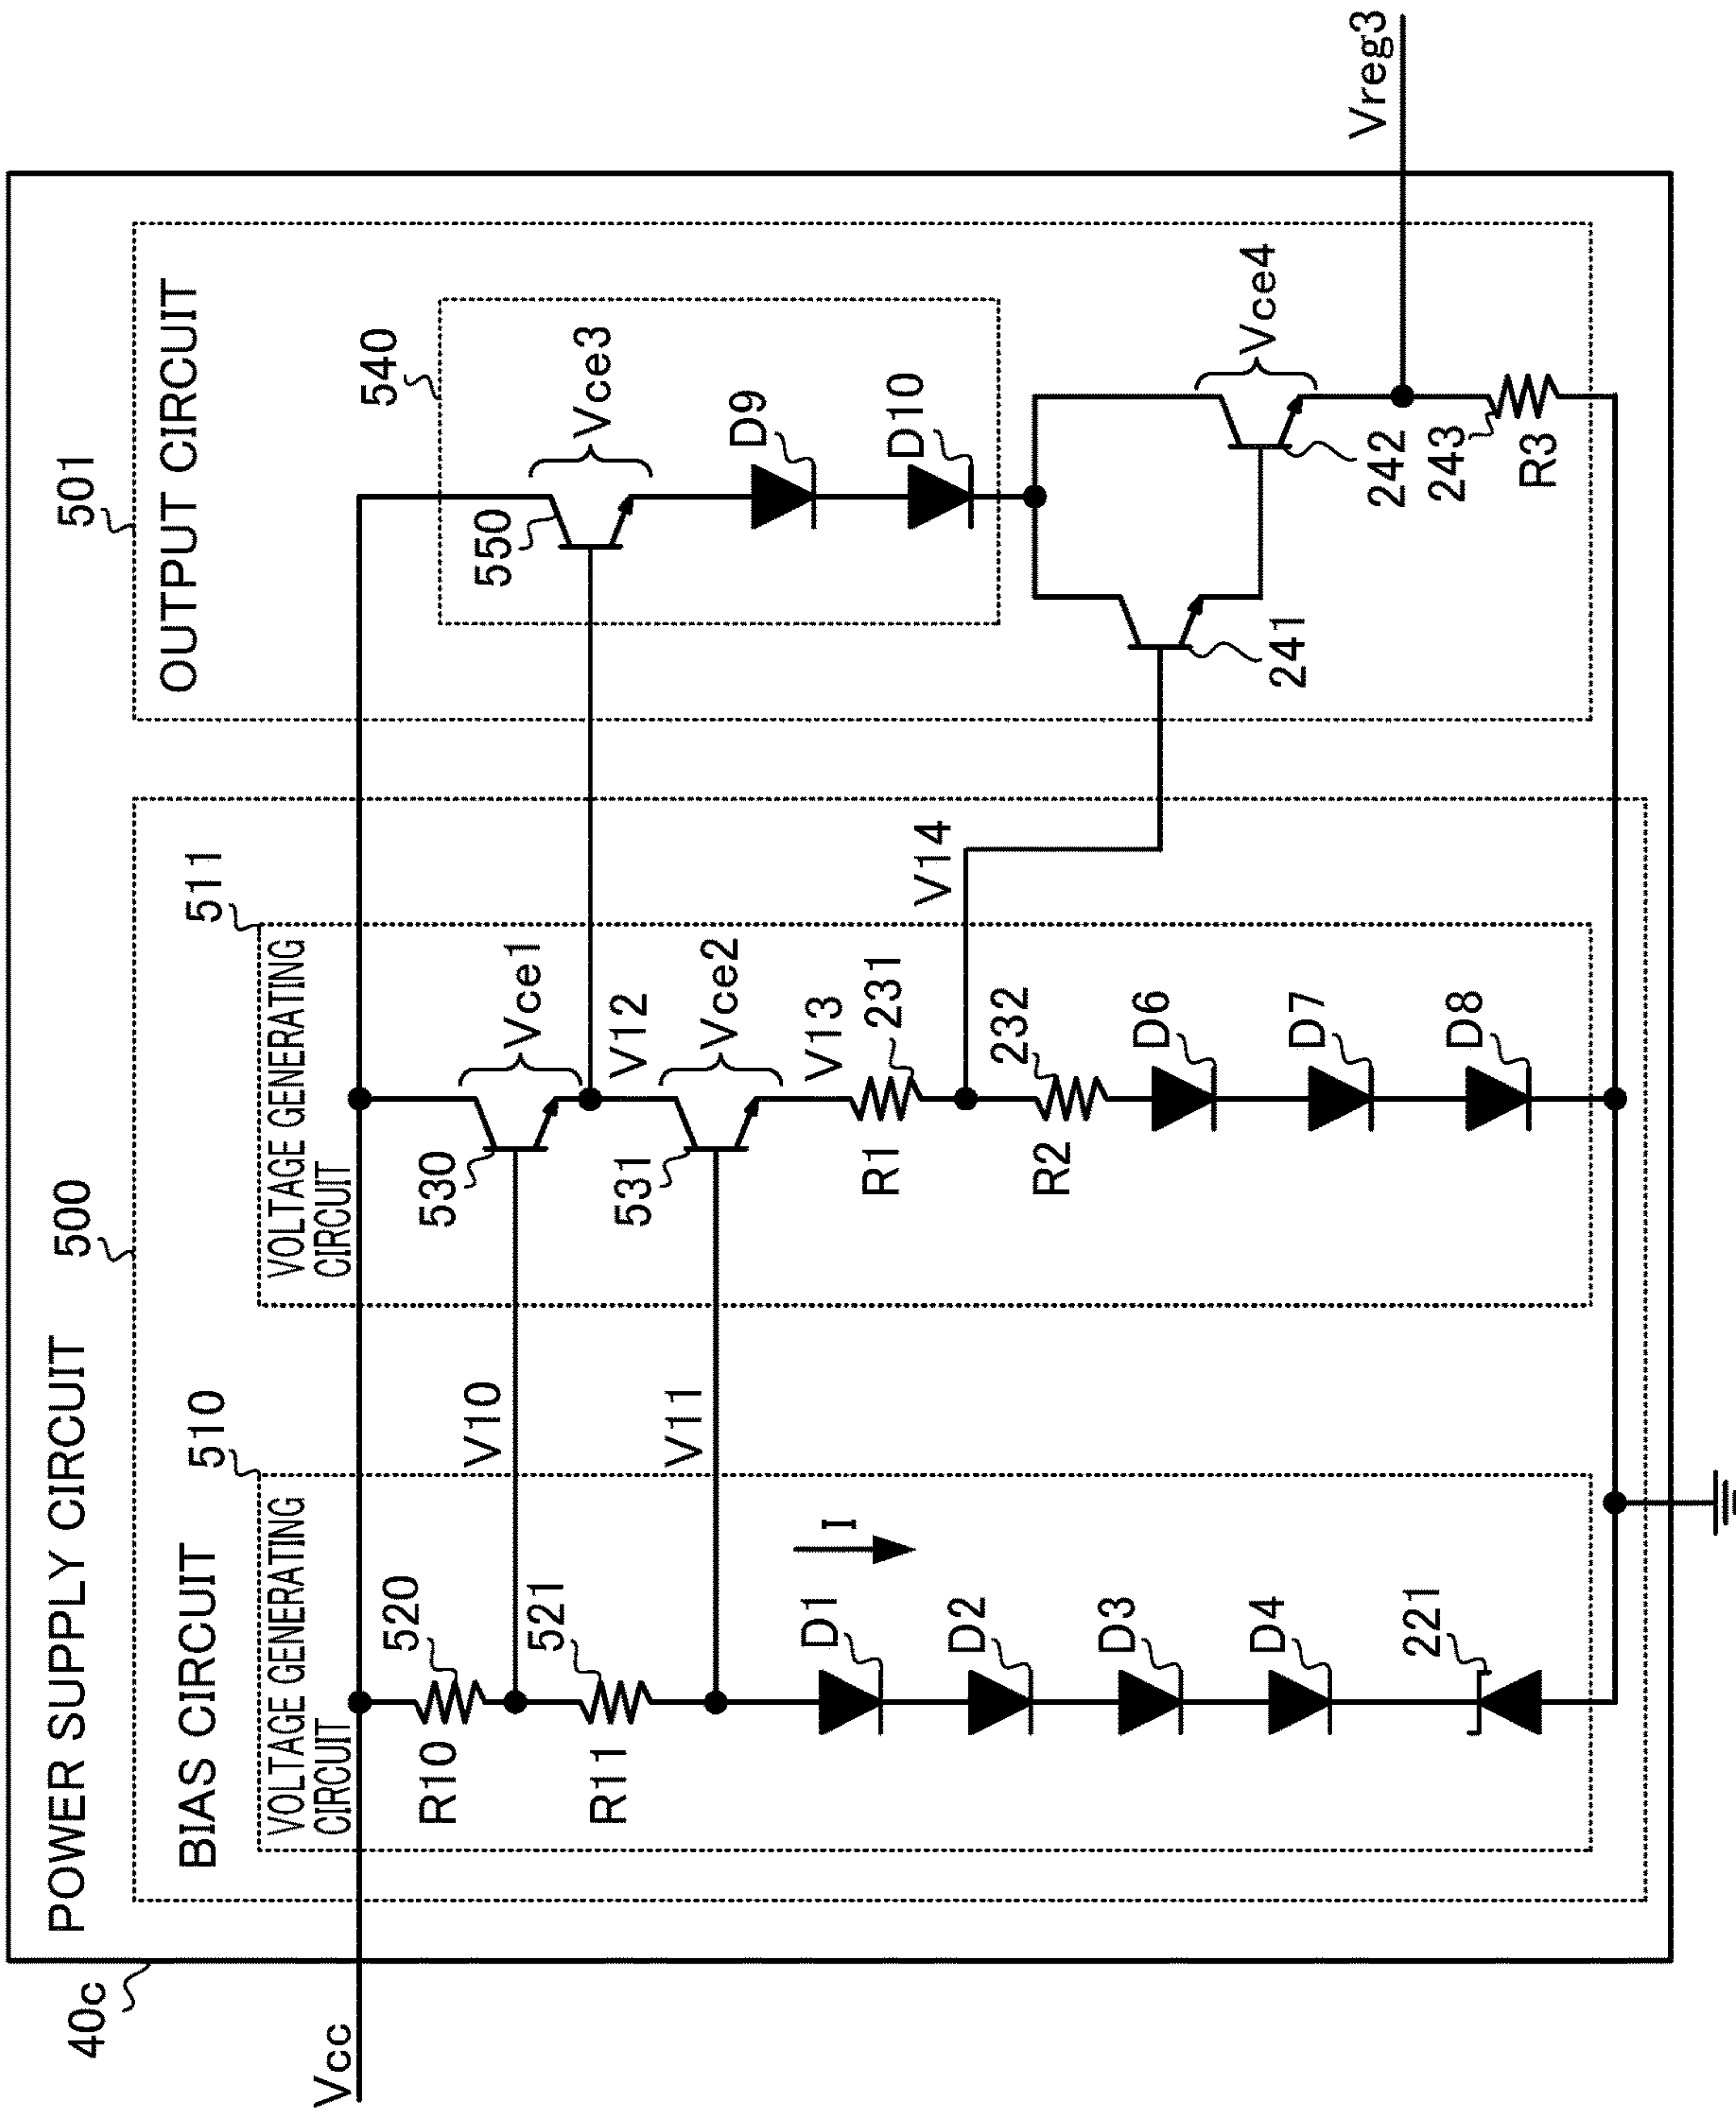 40c
POWER SUPPLY CIRCUIT
500
501
BIAS CIRCUIT
510
511
OUTPUT CIRCUIT
VOLTAGE GENERATING
CIRCUIT
VOLTAGE GENERATING
CIRCUIT
Vcc
520
R10
V10
530
Vce1
540
550
Vce3
521
R11
V11
V12
531
Vce2
I
V13
D9
D1
R1
231
V14
D10
D2
R2
232
D3
D6
241
Vce4
D4
D7
242
Vreg3
221
D8
243
R3